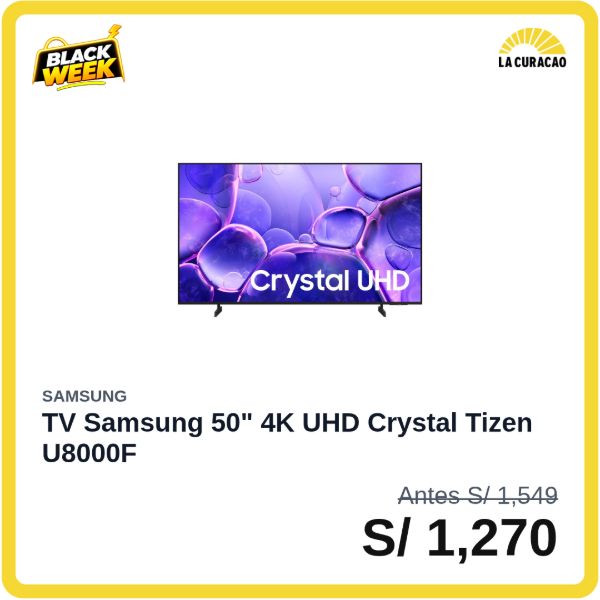 BLACK
WEEK
LA CURACAO
Crystal UHD
SAMSUNG
TV Samsung 50" 4K UHD Crystal Tizen
U8000F
Antes S/ 1,549
S/ 1,270